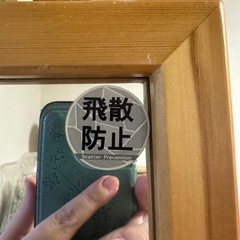 飛散
防止
Scatter Prevention